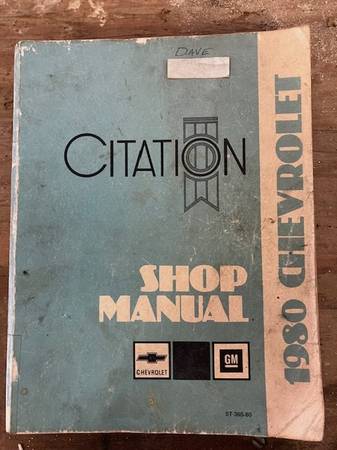 DAVE
CITATION
SHOP
MANUAL
1980 CHEVROLET
CHEVROLET
GM
ST-365-80